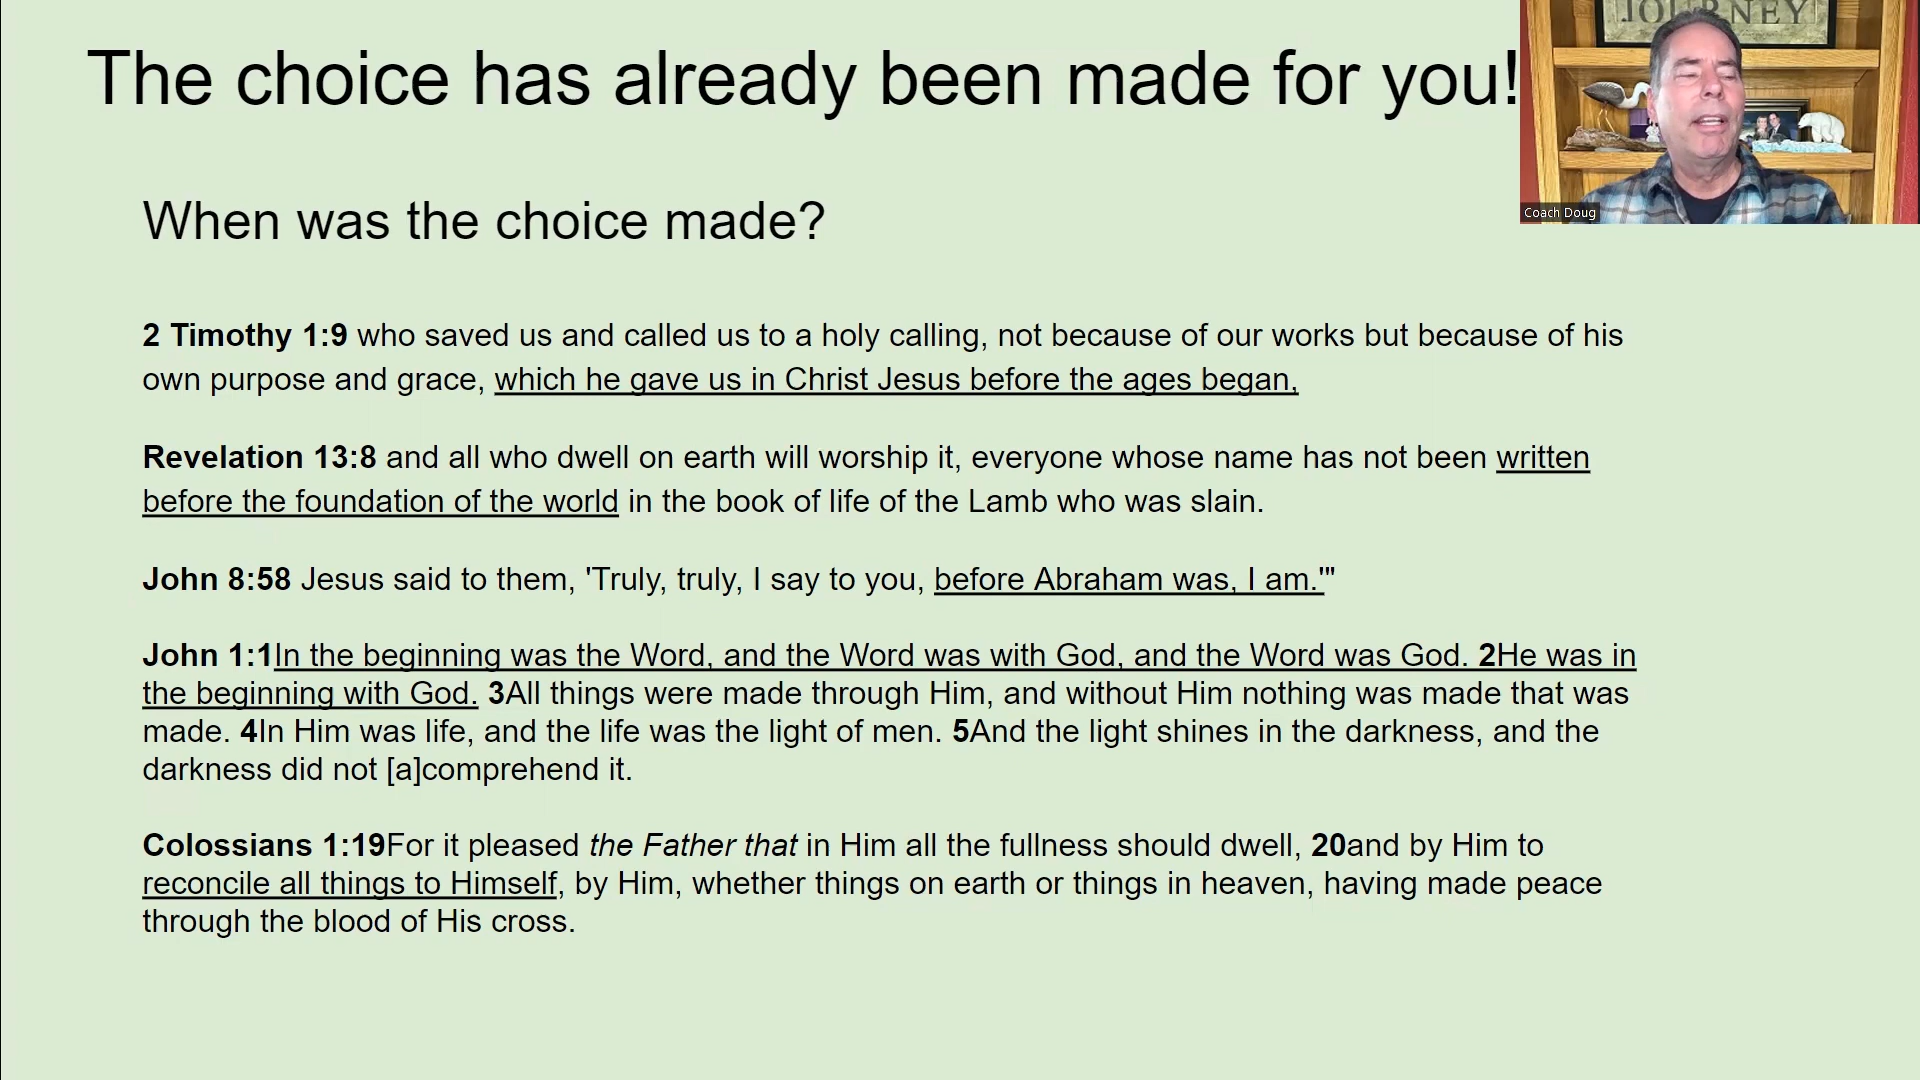 The choice has already been made for you!
JOURNEY
Coach Doug
When was the choice made?
2 Timothy 1:9 who saved us and called us to a holy calling, not because of our works but because of his
own purpose and grace, which he gave us in Christ Jesus before the ages began,
Revelation 13:8 and all who dwell on earth will worship it, everyone whose name has not been written
before the foundation of the world in the book of life of the Lamb who was slain.
John 8:58 Jesus said to them, 'Truly, truly, I say to you, before Abraham was, I am.'"
John 1:1In the beginning was the Word, and the Word was with God, and the Word was God. 2He was in
the beginning with God. 3All things were made through Him, and without Him nothing was made that was
made. 4In Him was life, and the life was the light of men. 5And the light shines in the darkness, and the
darkness did not [a]comprehend it.
Colossians 1:19For it pleased the Father that in Him all the fullness should dwell, 20and by Him to
reconcile all things to Himself, by Him, whether things on earth or things in heaven, having made peace
through the blood of His cross.